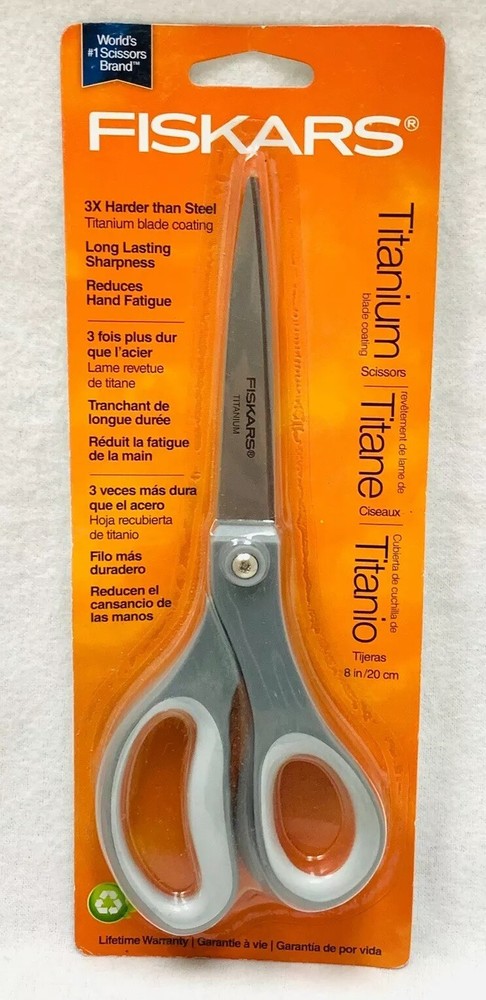 World's
#1 Scissors
Brand™
FISKARS®
3X Harder than Steel
Titanium blade coating
Long Lasting
Sharpness
Reduces
Hand Fatigue
3 fois plus dur
que l'acier
Lame revetue
de titane
Tranchant de
longue durée
Réduit la fatigue
de la main
3 veces más dura
que el acero
Hoja recubierta
de titanio
Filo más
duradero
Reducen el
cansancio de
las manos
FISKARS®
TITANIUM
Titanium
blade coating
Scissors
revêtement de lame de
Titane
Ciseaux
Cubierta de cuchilla de
Titanio
Tijeras
8 in/20 cm
Lifetime Warranty | Garantie à vie | Garantía de por vida